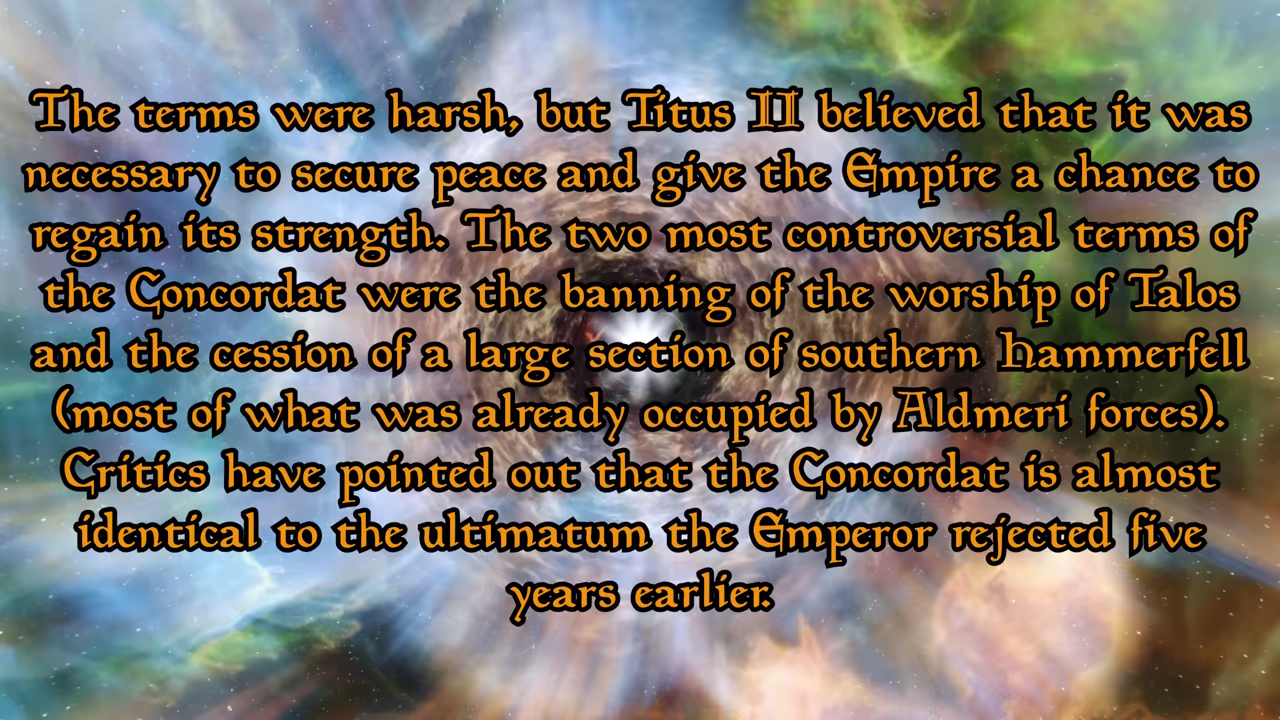 The terms were harsh, but Titus II believed that it was
necessary to secure peace and give the Empire a chance to
regain its strength. The two most controversial terms of
the Concordat were the banning of the worship of Talos
and the cession of a large section of southern Hammerfell
(most of what was already occupied by Aldmeri forces).
Critics have pointed out that the Concordat is almost
identical to the ultimatum the Emperor rejected five
years earlier.